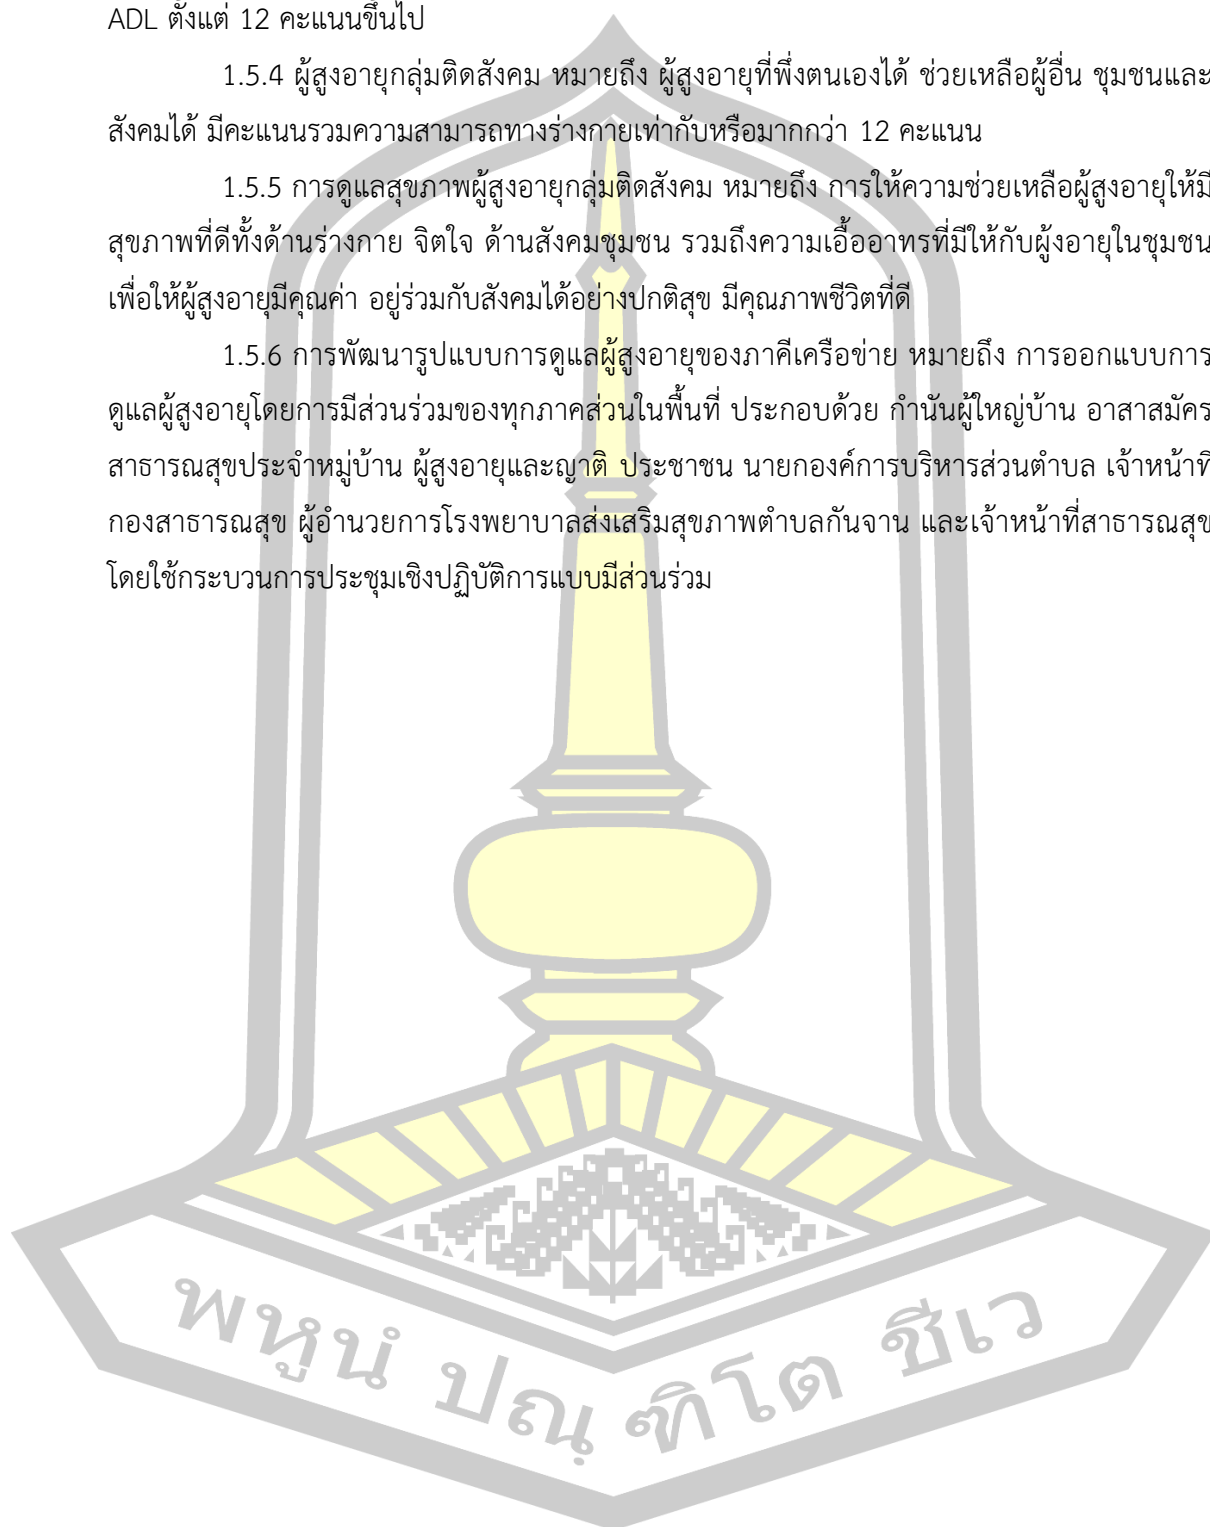 ADL ตั้งแต่ 12 คะแนนขึ้นไป
1.5.4 ผู้สูงอายุกลุ่มติดสังคม หมายถึง ผู้สูงอายุที่พึ่งตนเองได้ ช่วยเหลือผู้อื่น ชุมชนและ
สังคมได้ มีคะแนนรวมความสามารถทางร่างกายเท่ากับหรือมากกว่า 12 คะแนน
1.5.5 การดูแลสุขภาพผู้สูงอายุกลุ่มติดสังคม หมายถึง การให้ความช่วยเหลือผู้สูงอายุให้มี
สุขภาพที่ดีทั้งด้านร่างกาย จิตใจ ด้านสังคมชุมชน รวมถึงความเอื้ออาทรที่มีให้กับผู้งอายุในชุมชน
เพื่อให้ผู้สูงอายุมีคุณค่า อยู่ร่วมกับสังคมได้อย่างปกติสุข มีคุณภาพชีวิตที่ดี
1.5.6 การพัฒนารูปแบบการดูแลผู้สูงอายุของภาคีเครือข่าย หมายถึง การออกแบบการ
ดูแลผู้สูงอายุโดยการมีส่วนร่วมของทุกภาคส่วนในพื้นที่ ประกอบด้วย กำนันผู้ใหญ่บ้าน อาสาสมัคร
สาธารณสุขประจำหมู่บ้าน ผู้สูงอายุและญาติ ประชาชน นายกองค์การบริหารส่วนตำบล เจ้าหน้าที่
กองสาธารณสุข ผู้อำนวยการโรงพยาบาลส่งเสริมสุขภาพตำบลกันจาน และเจ้าหน้าที่สาธารณสุข
โดยใช้กระบวนการประชุมเชิงปฏิบัติการแบบมีส่วนร่วม
พหูนํ ปณฺฑิโต ชีเว